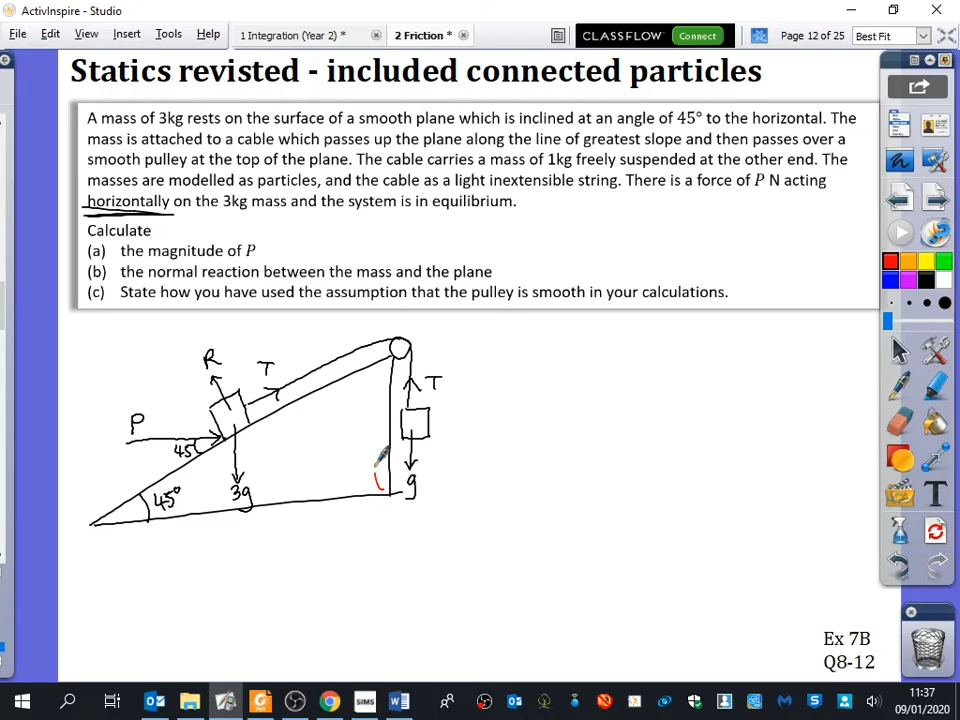 ActivInspire - Studio
File Edit View Insert Tools Help
1 Integration (Year 2) *
2 Friction *
CLASSFLOW Connect
Page 12 of 25
Best Fit
Statics revisted - included connected particles
A mass of 3kg rests on the surface of a smooth plane which is inclined at an angle of 45° to the horizontal. The
mass is attached to a cable which passes up the plane along the line of greatest slope and then passes over a
smooth pulley at the top of the plane. The cable carries a mass of 1kg freely suspended at the other end. The
masses are modelled as particles, and the cable as a light inextensible string. There is a force of P N acting
horizontally on the 3kg mass and the system is in equilibrium.
Calculate
(a) the magnitude of P
(b) the normal reaction between the mass and the plane
(c) State how you have used the assumption that the pulley is smooth in your calculations.
R
T
T
P
45°
45°
3g
g
Ex 7B
Q8-12
SIMS
11:37
09/01/2020